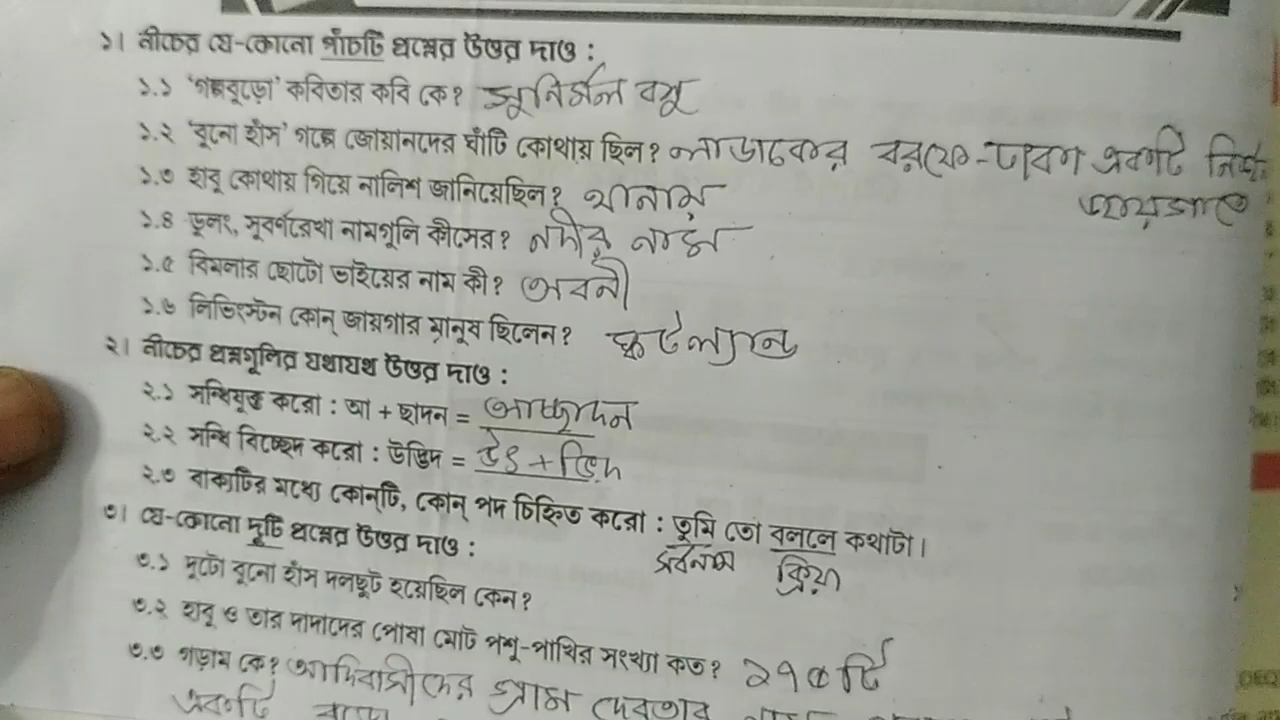 ১। নীচের যে-কোনো পাঁচটি প্রশ্নের উত্তর দাও :
১.১ 'গল্পবুড়ো' কবিতার কবি কে? সুনির্মল বসু
১.২ 'বুনো হাঁস' গল্পে জোয়ানদের ঘাঁটি কোথায় ছিল? লাডাকের বরফে-ঢাকা একটি
জায়গাতে
১.৩ হাবু কোথায় গিয়ে নালিশ জানিয়েছিল? থানায়
১.৪ ডুলং, সুবর্ণরেখা নামগুলি কীসের? নদীর নাম
১.৫ বিমলার ছোটো ভাইয়ের নাম কী? অবনী
১.৬ লিভিংস্টন কোন্ জায়গার মানুষ ছিলেন? স্কটল্যান্ড
২। নীচের প্রশ্নগুলির যথাযথ উত্তর দাও :
২.১ সন্ধিযুক্ত করো : আ + ছাদন = আচ্ছাদন
২.২ সন্ধি বিচ্ছেদ করো : উদ্ভিদ = উৎ + ভিদ
২.৩ বাক্যটির মধ্যে কোন্‌টি, কোন্ পদ চিহ্নিত করো : তুমি তো বললে কথাটা।
সর্বনাম ক্রিয়া
৩। যে-কোনো দুটি প্রশ্নের উত্তর দাও :
৩.১ দুটো বুনো হাঁস দলছুট হয়েছিল কেন?
৩.২ হাবু ও তার দাদাদের পোষা মোট পশু-পাখির সংখ্যা কত? ১৭৫ টি
৩.৩ গড়াম কে? আদিবাসীদের গ্রাম দেবতার
একটি